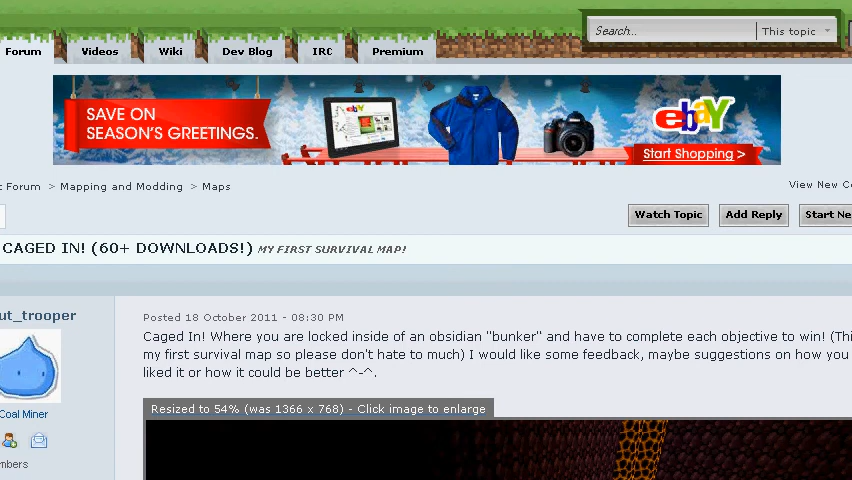 Search...
This topic
Forum
Videos
Wiki
Dev Blog
IRC
Premium
SAVE ON
SEASON'S GREETINGS.
ebay
Start Shopping >
Forum > Mapping and Modding > Maps
View New
Watch Topic
Add Reply
Start
CAGED IN! (60+ DOWNLOADS!) MY FIRST SURVIVAL MAP!
ut_trooper
Posted 18 October 2011 - 08:30 PM
Caged In! Where you are locked inside of an obsidian "bunker" and have to complete each objective to win! (Thi
my first survival map so please don't hate to much) I would like some feedback, maybe suggestions on how you
liked it or how it could be better ^-^.
Coal Miner
mbers
Resized to 54% (was 1366 x 768) - Click image to enlarge